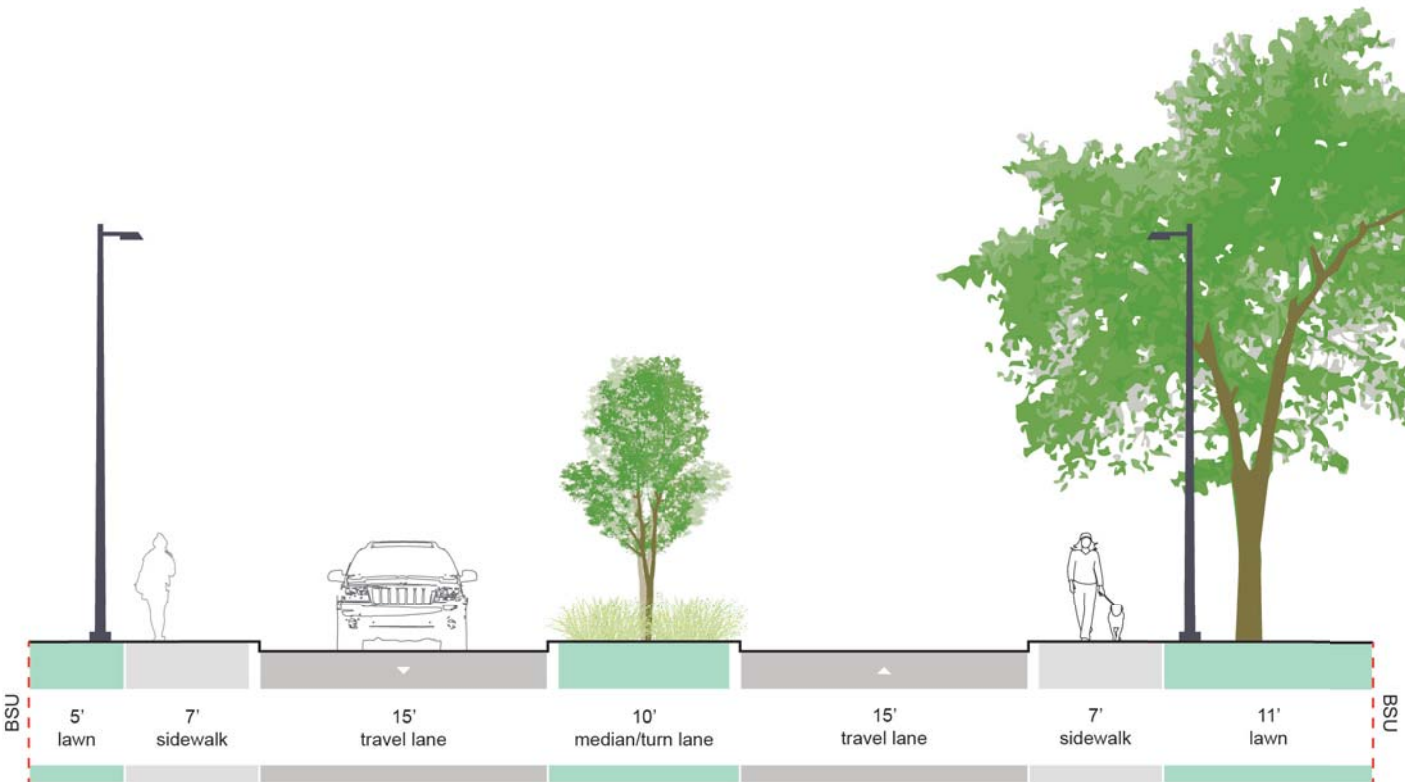 BSU
5'
lawn
7'
sidewalk
15'
travel lane
10'
median/turn lane
15'
travel lane
7'
sidewalk
11'
lawn
BSU